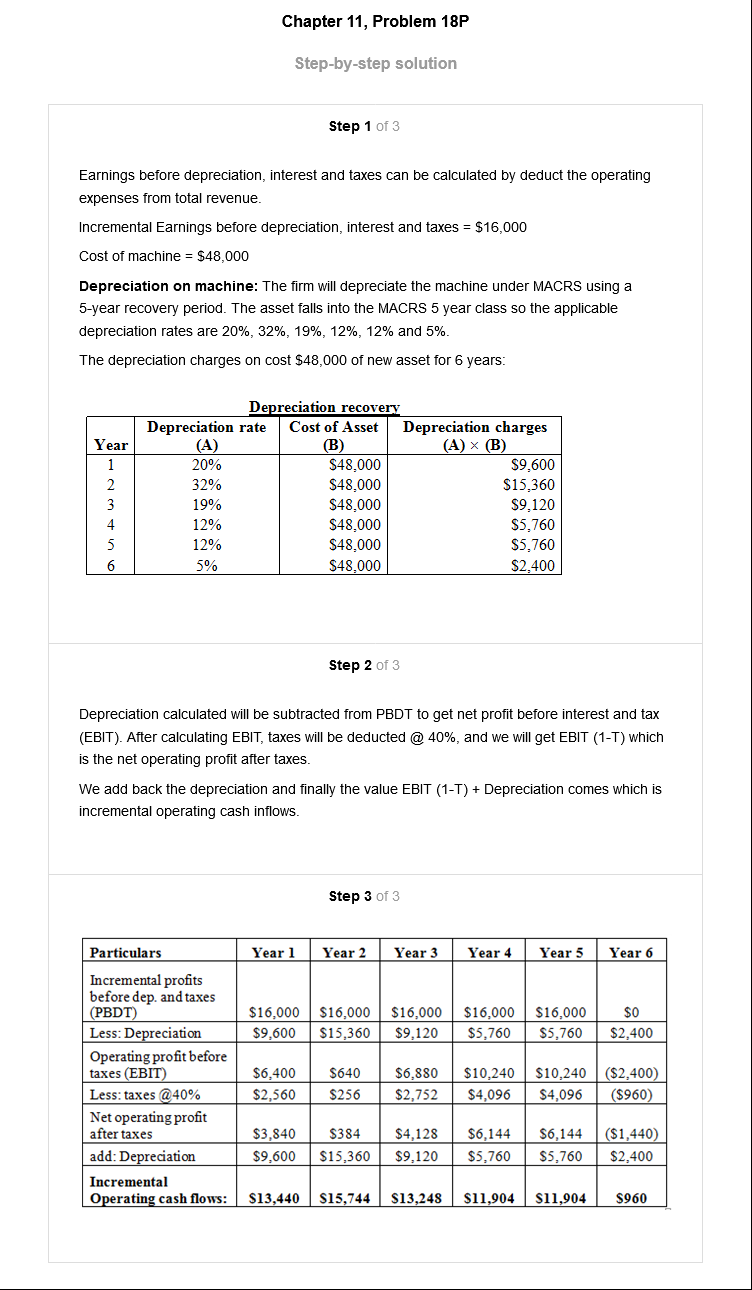 Chapter 11, Problem 18P
Step-by-step solution
Step 1 of 3
Earnings before depreciation, interest and taxes can be calculated by deduct the operating
expenses from total revenue.
Incremental Earnings before depreciation, interest and taxes = $16,000
Cost of machine = $48,000
Depreciation on machine: The firm will depreciate the machine under MACRS using a
5-year recovery period. The asset falls into the MACRS 5 year class so the applicable
depreciation rates are 20%, 32%, 19%, 12%, 12% and 5%.
The depreciation charges on cost $48,000 of new asset for 6 years:
Depreciation recovery
Depreciation rate Cost of Asset Depreciation charges
Year (A) (B) (A) × (B)
1 20% $48,000 $9,600
2 32% $48,000 $15,360
3 19% $48,000 $9,120
4 12% $48,000 $5,760
5 12% $48,000 $5,760
6 5% $48,000 $2,400
Step 2 of 3
Depreciation calculated will be subtracted from PBDT to get net profit before interest and tax
(EBIT). After calculating EBIT, taxes will be deducted @ 40%, and we will get EBIT (1-T) which
is the net operating profit after taxes.
We add back the depreciation and finally the value EBIT (1-T) + Depreciation comes which is
incremental operating cash inflows.
Step 3 of 3
Particulars Year 1 Year 2 Year 3 Year 4 Year 5 Year 6
Incremental profits
before dep. and taxes
(PBDT) $16,000 $16,000 $16,000 $16,000 $16,000 $0
Less: Depreciation $9,600 $15,360 $9,120 $5,760 $5,760 $2,400
Operating profit before
taxes (EBIT) $6,400 $640 $6,880 $10,240 $10,240 ($2,400)
Less: taxes @40% $2,560 $256 $2,752 $4,096 $4,096 ($960)
Net operating profit
after taxes $3,840 $384 $4,128 $6,144 $6,144 ($1,440)
add: Depreciation $9,600 $15,360 $9,120 $5,760 $5,760 $2,400
Incremental
Operating cash flows: $13,440 $15,744 $13,248 $11,904 $11,904 $960